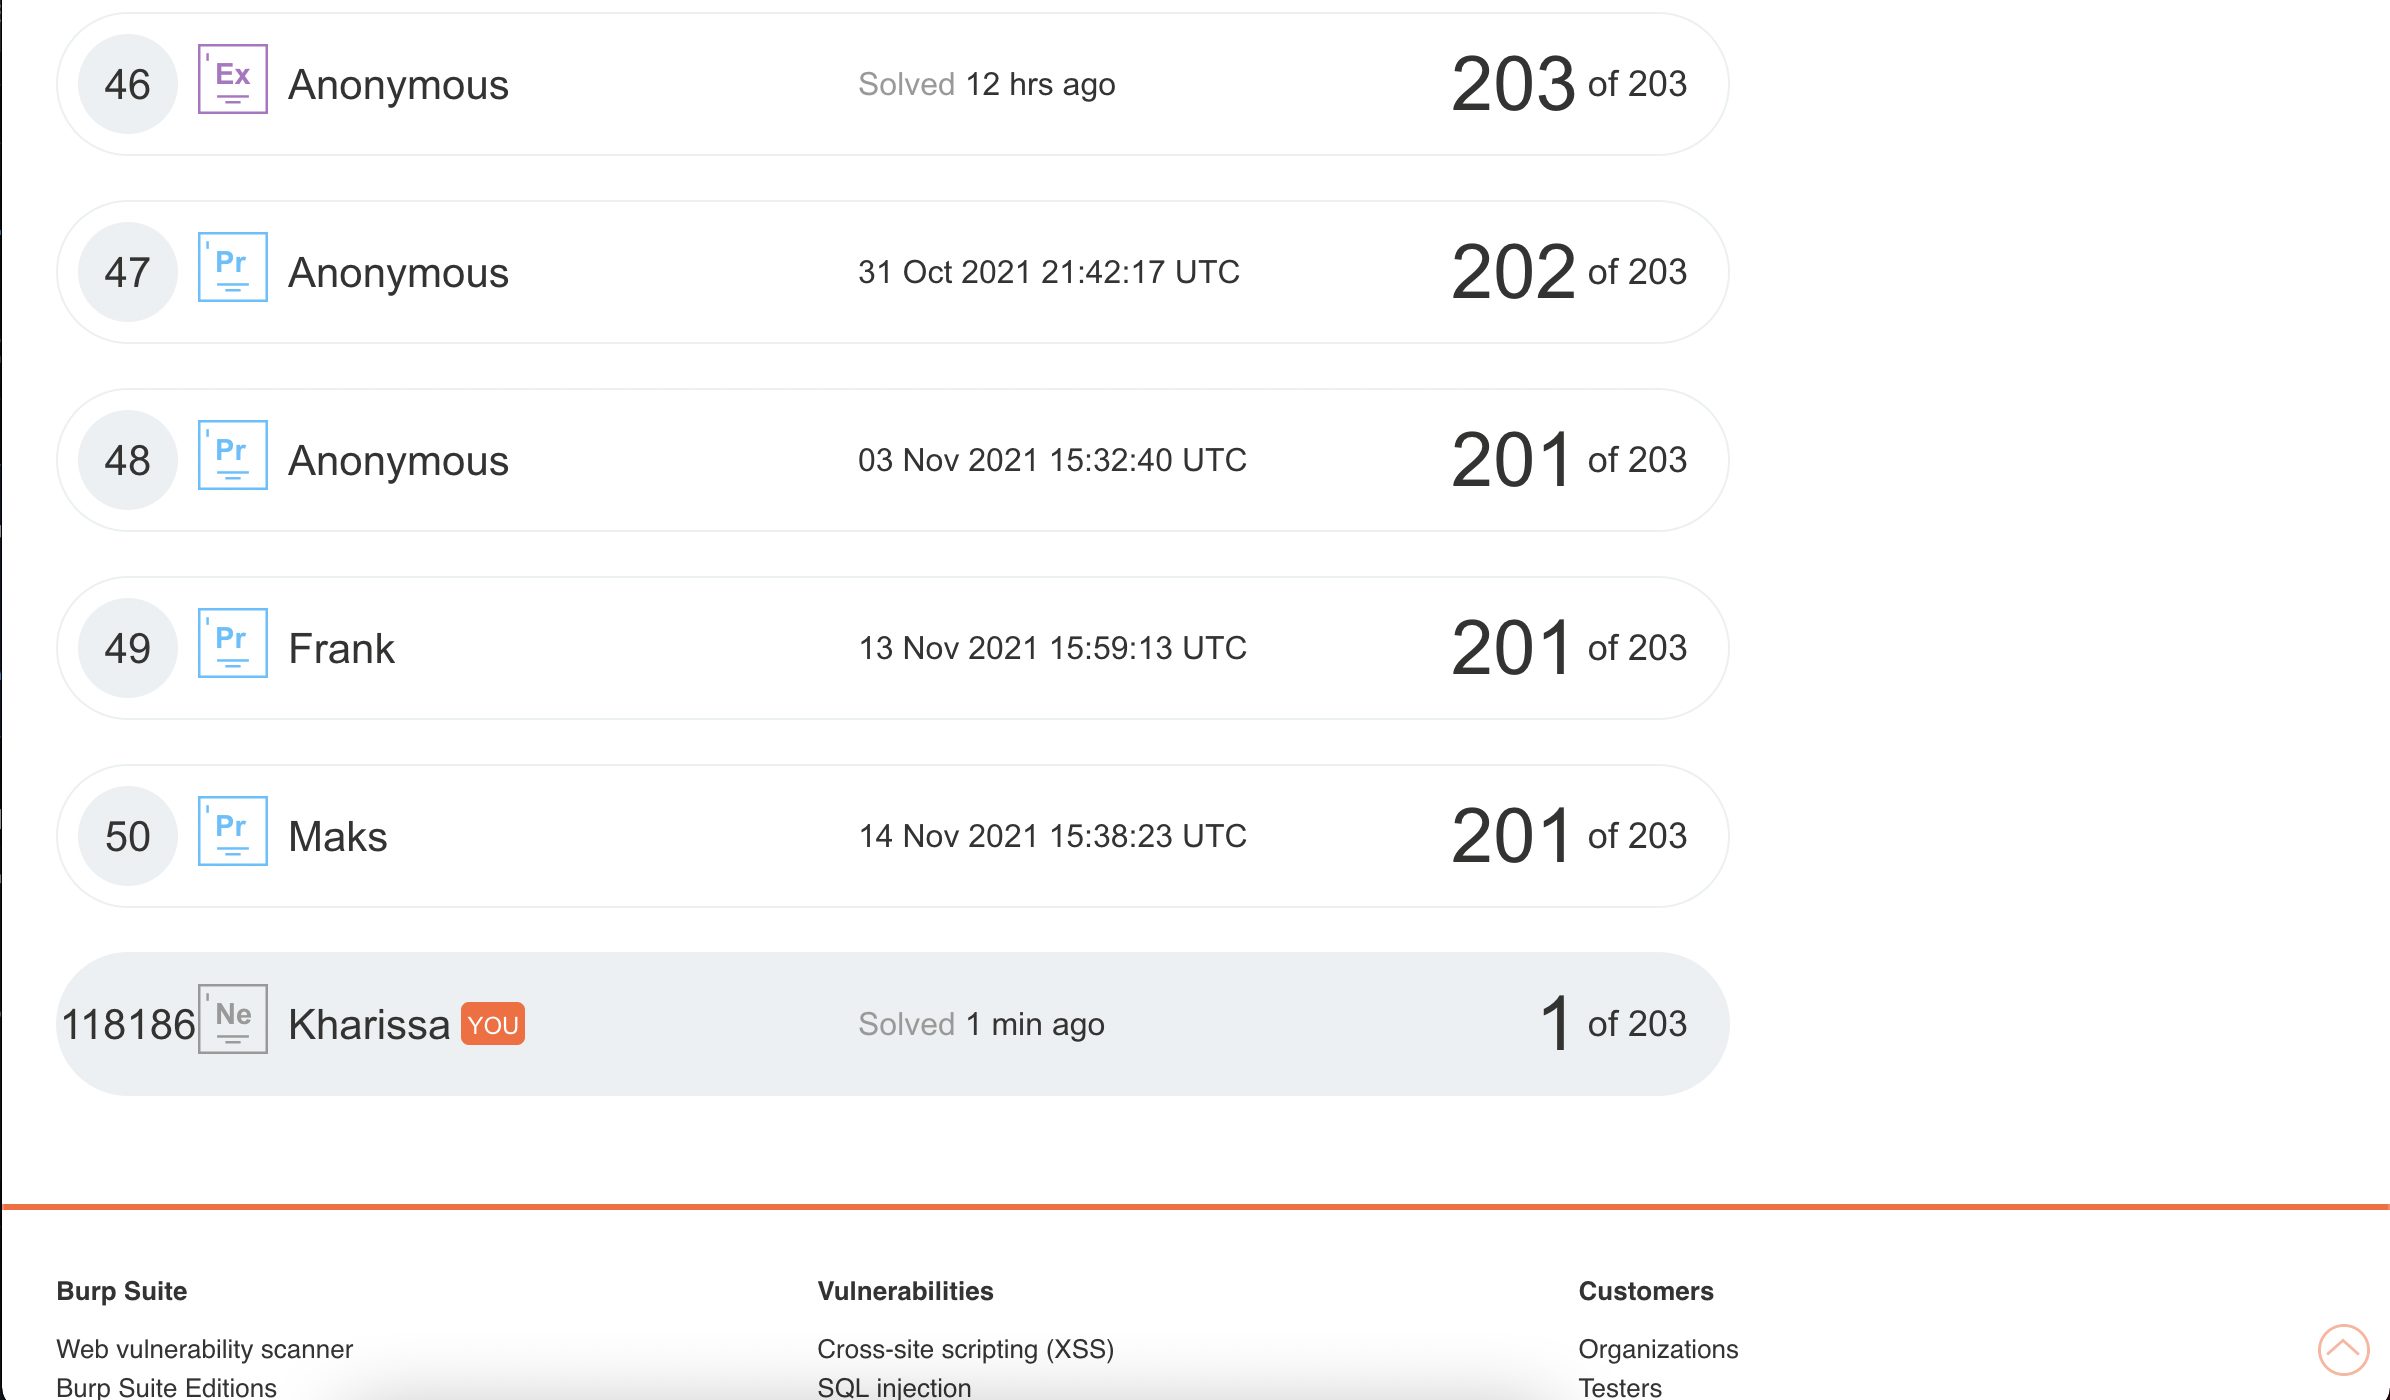 46 Ex Anonymous Solved 12 hrs ago 203 of 203
47 Pr Anonymous 31 Oct 2021 21:42:17 UTC 202 of 203
48 Pr Anonymous 03 Nov 2021 15:32:40 UTC 201 of 203
49 Pr Frank 13 Nov 2021 15:59:13 UTC 201 of 203
50 Pr Maks 14 Nov 2021 15:38:23 UTC 201 of 203
118186 Ne Kharissa YOU Solved 1 min ago 1 of 203
Burp Suite Vulnerabilities Customers
Web vulnerability scanner Cross-site scripting (XSS) Organizations
Burp Suite Editions SQL injection Testers